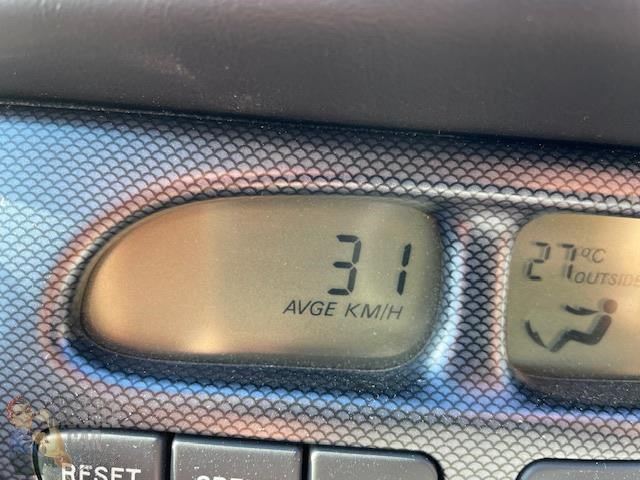 31
AVGE KM/H
27°C
OUTSIDE
RESET